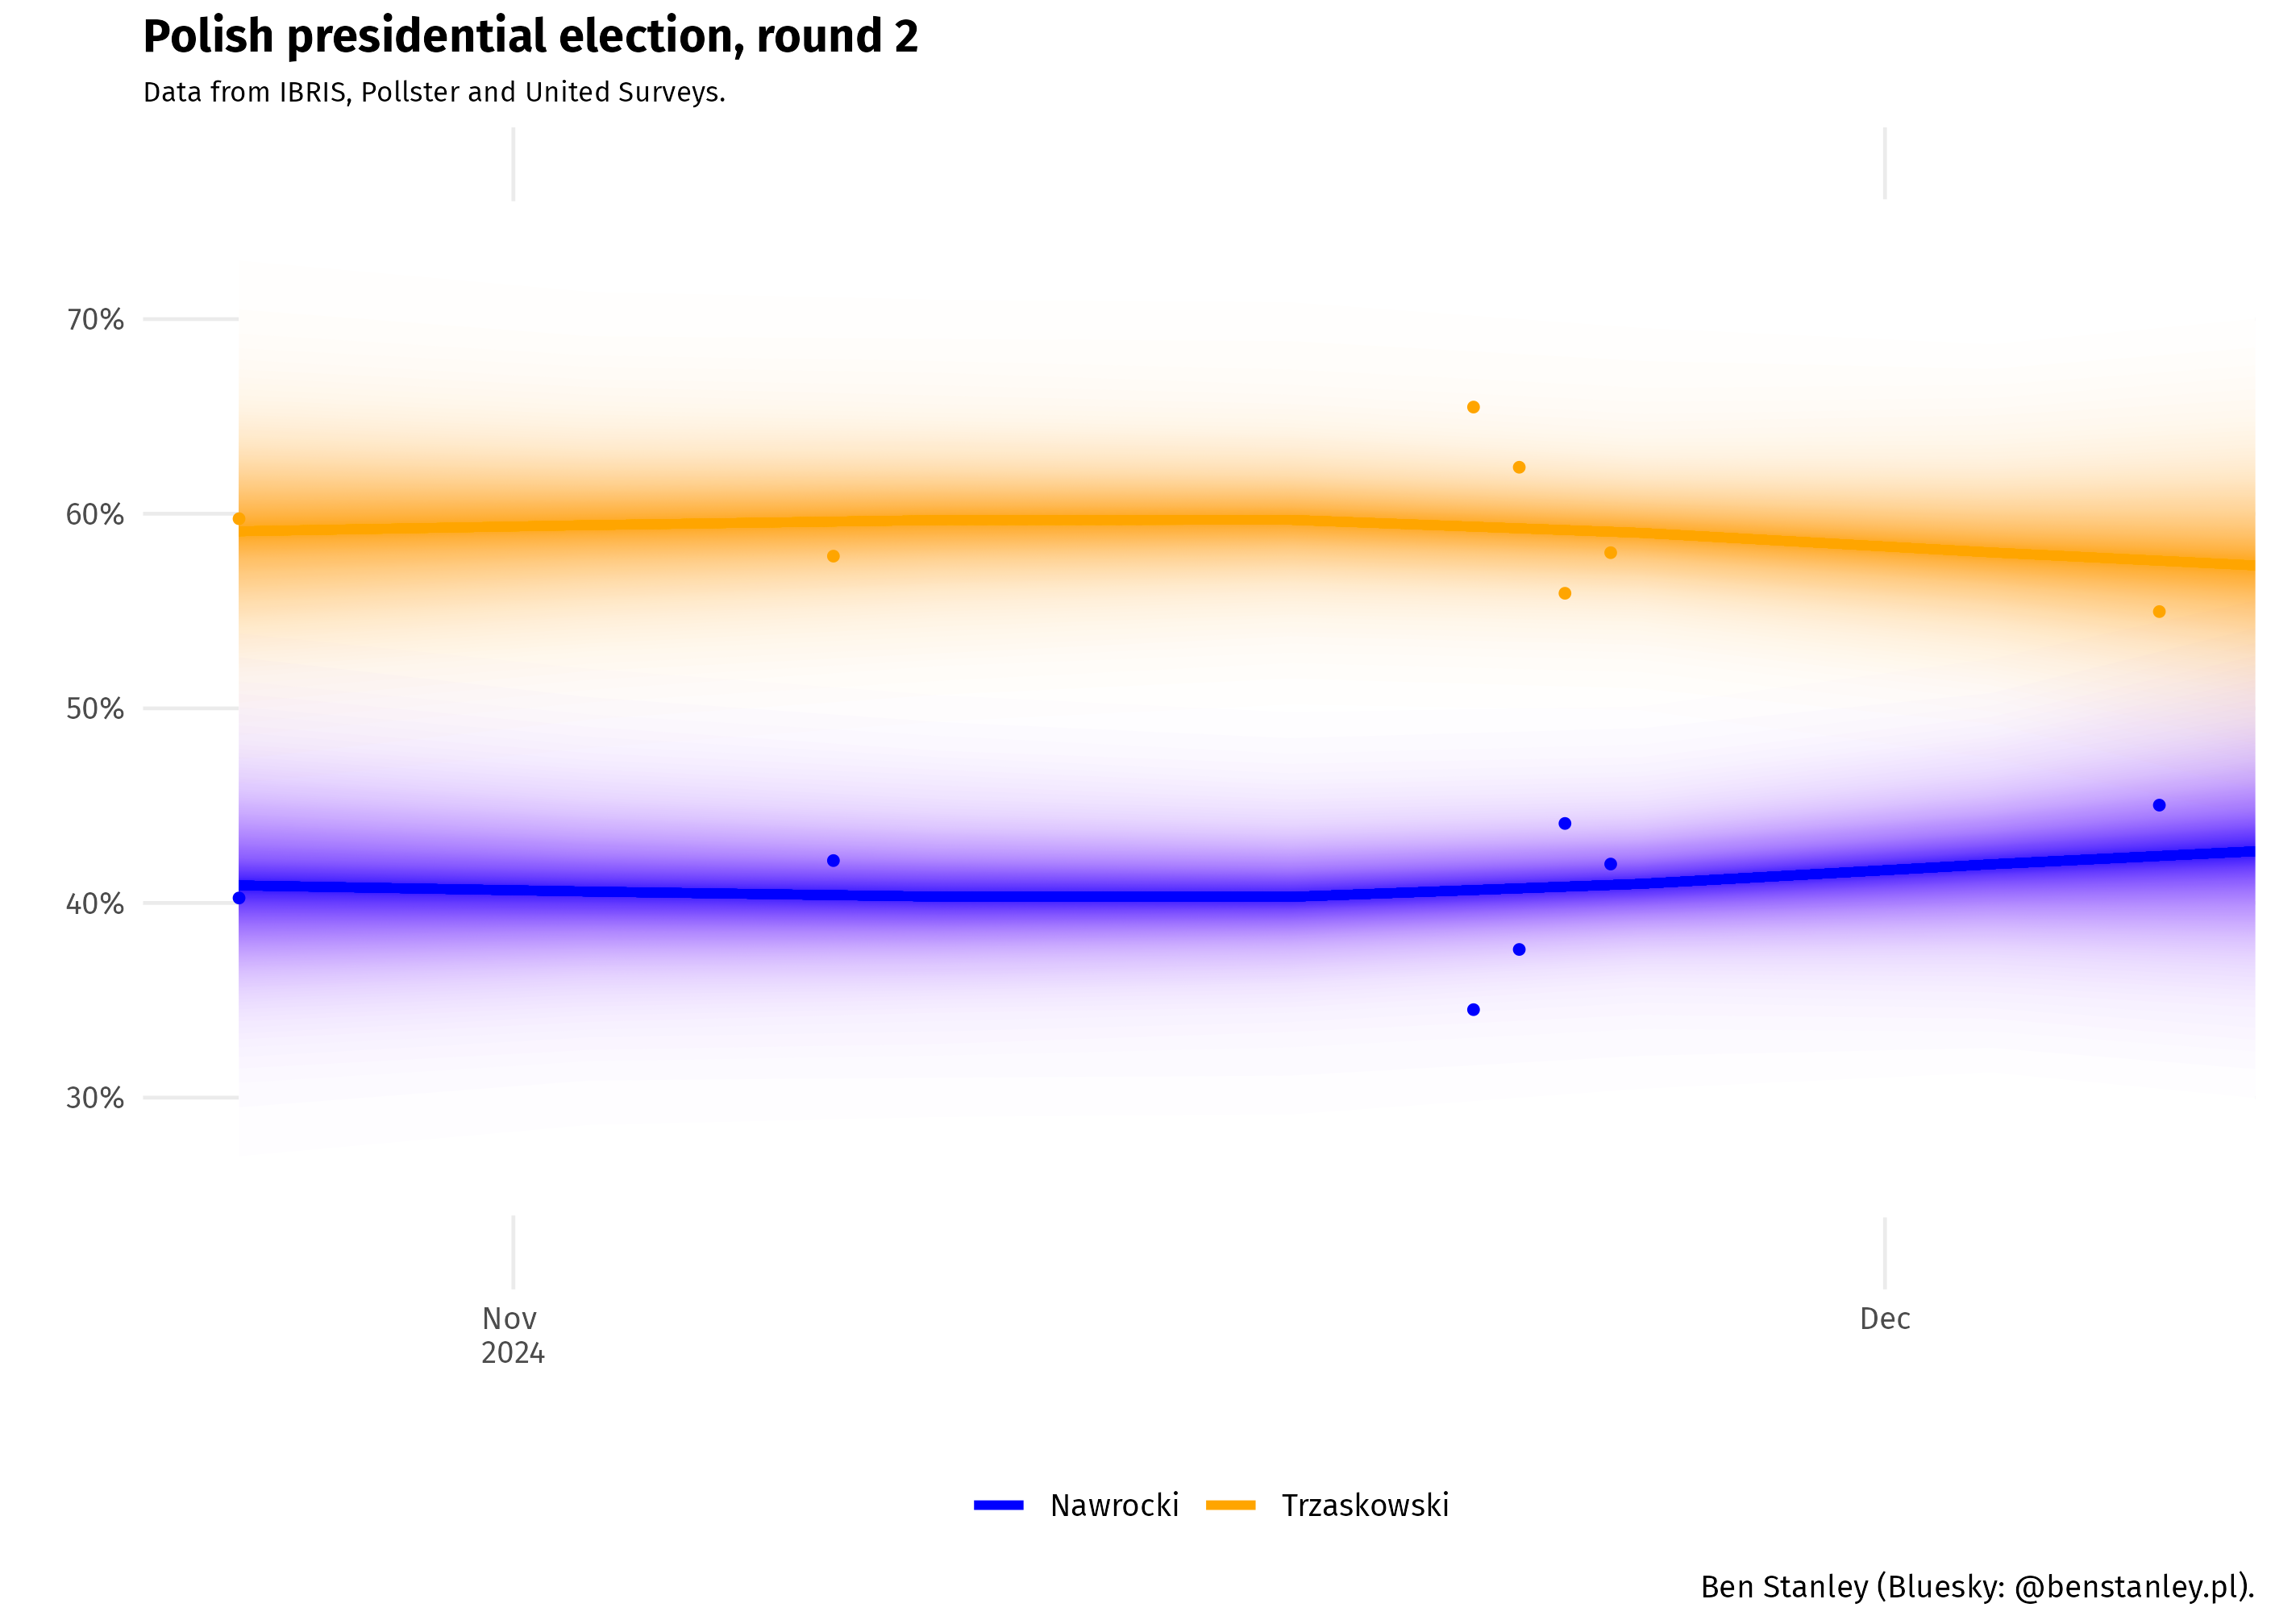 Polish presidential election, round 2
Data from IBRIS, Pollster and United Surveys.
70%
60%
50%
40%
30%
Nov
2024
Dec
Nawrocki
Trzaskowski
Ben Stanley (Bluesky: @benstanley.pl).